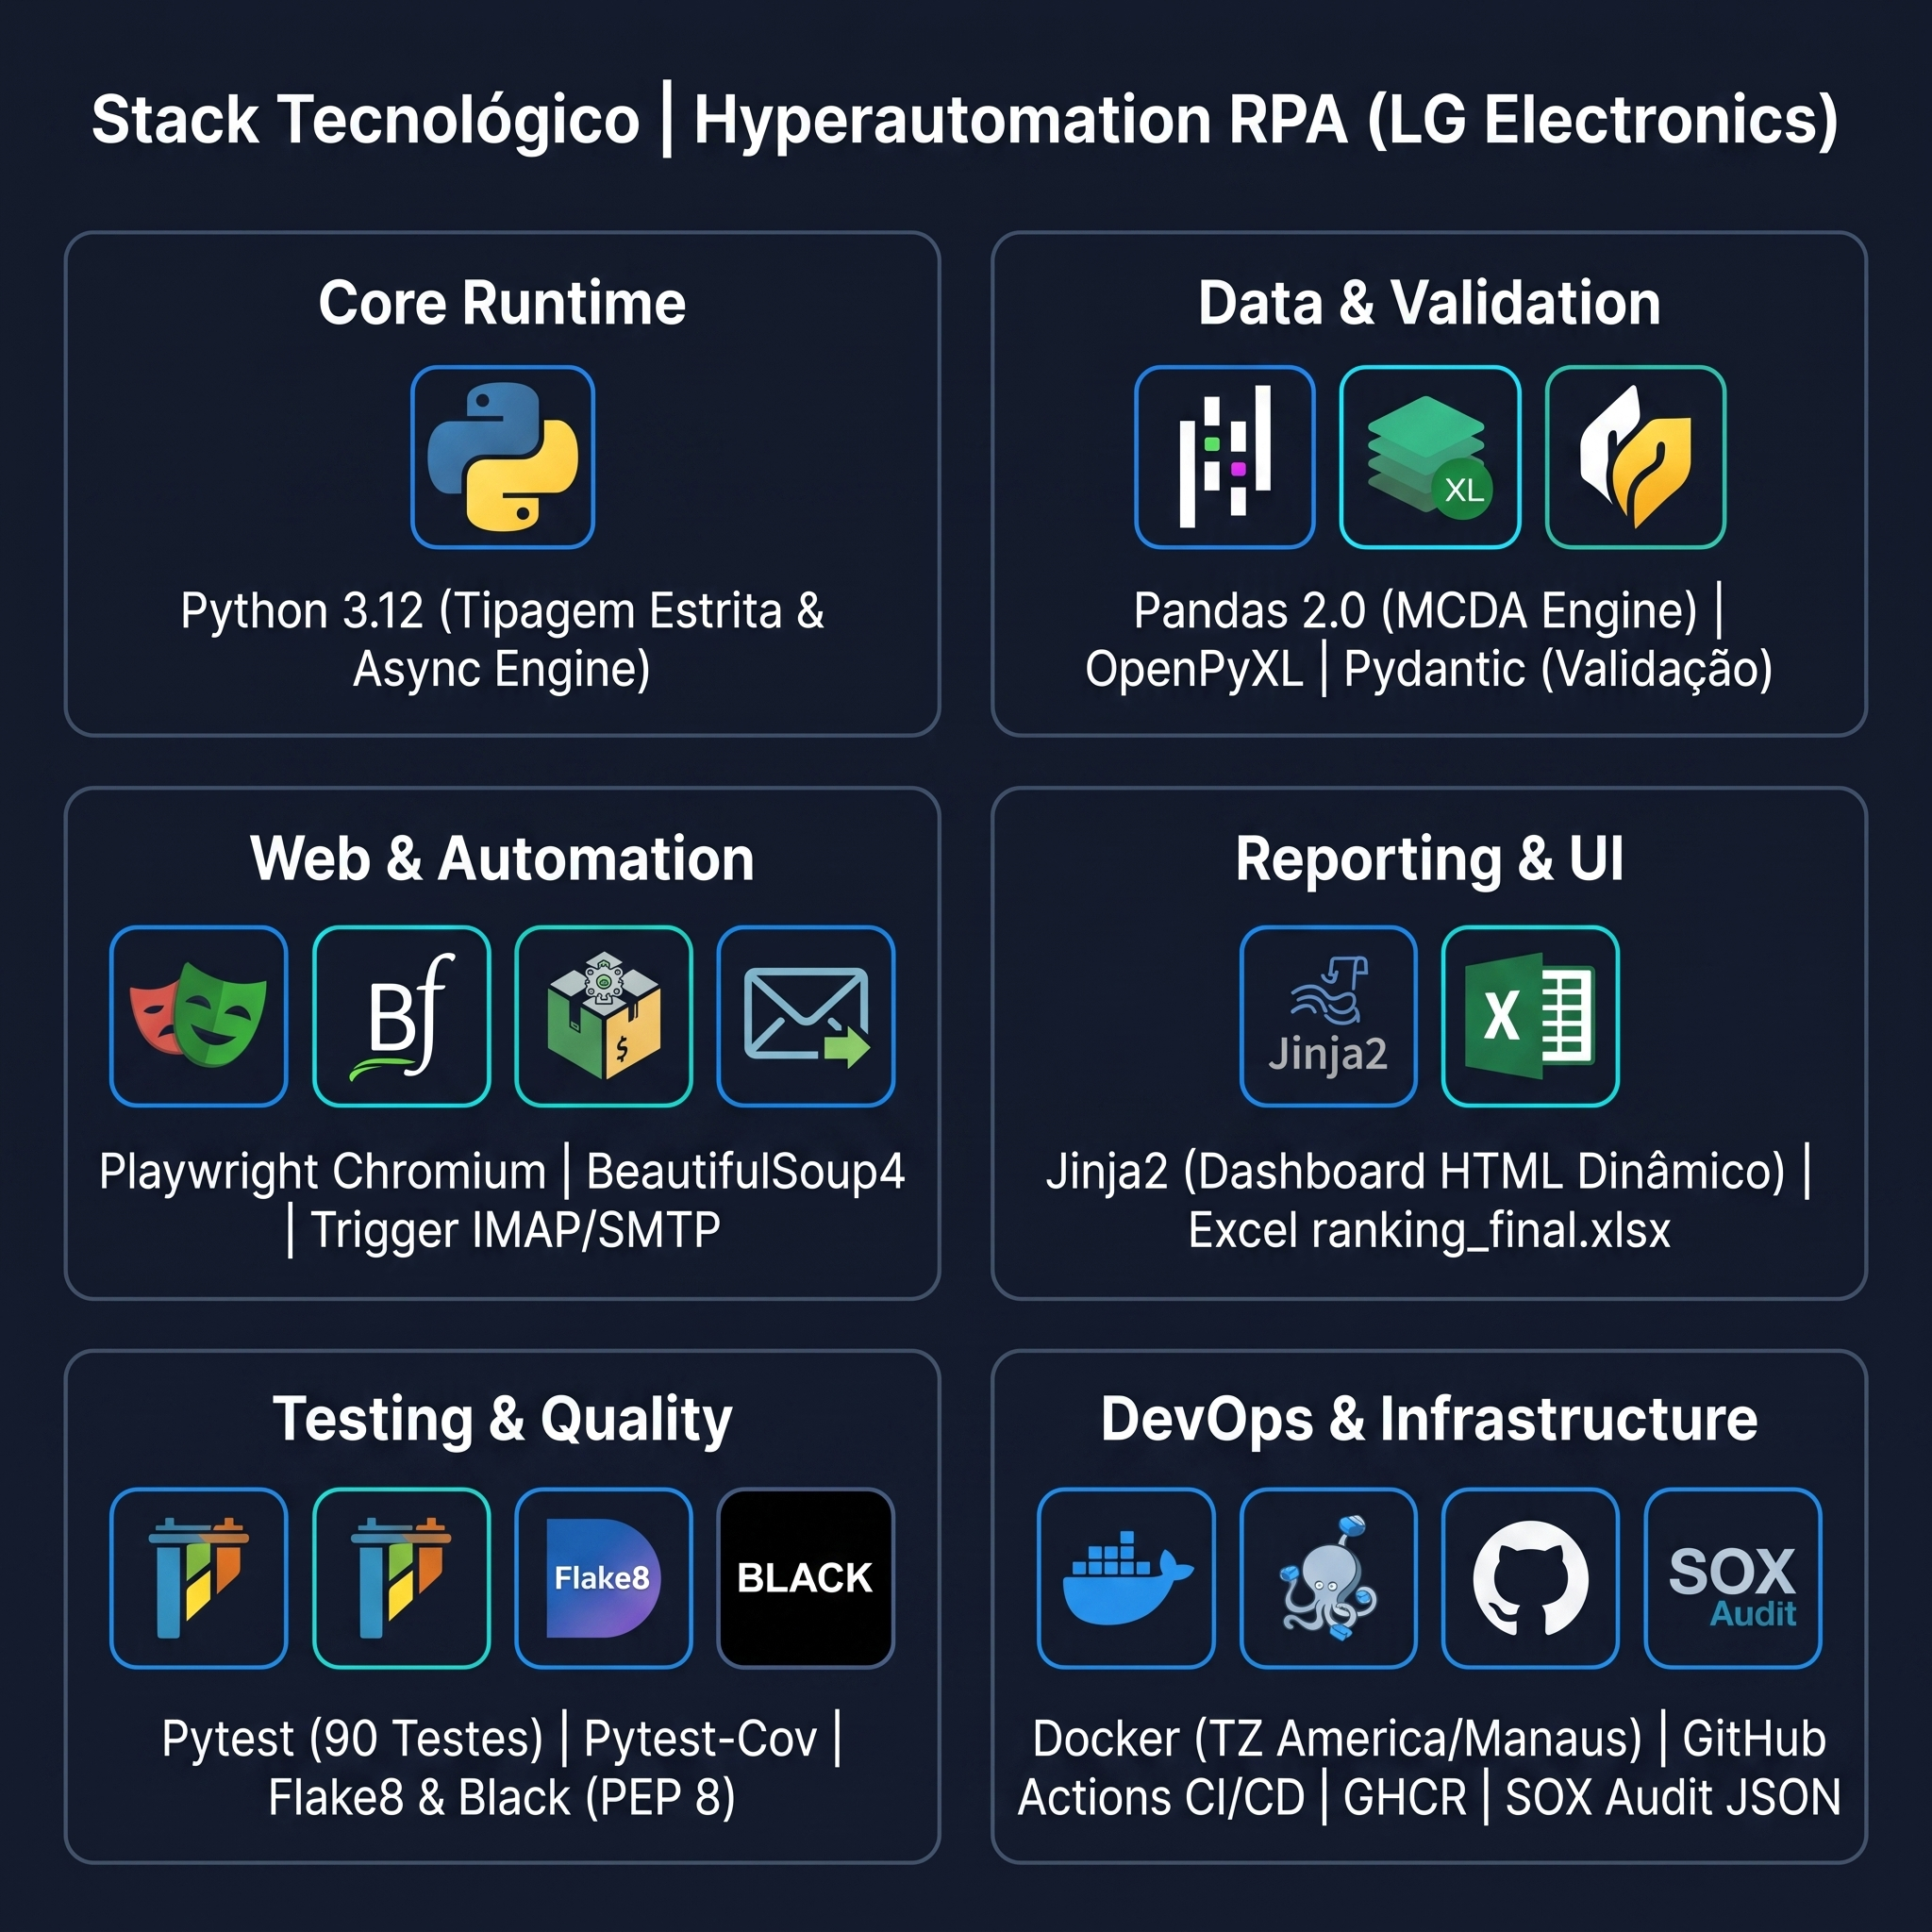 Stack Tecnológico | Hyperautomation RPA (LG Electronics)
Core Runtime
Python 3.12 (Tipagem Estrita &
Async Engine)
Data & Validation
XL
Pandas 2.0 (MCDA Engine) |
OpenPyXL | Pydantic (Validação)
Web & Automation
Bf
$
Playwright Chromium | BeautifulSoup4
| Trigger IMAP/SMTP
Reporting & UI
Jinja2
X
Jinja2 (Dashboard HTML Dinâmico) |
Excel ranking_final.xlsx
Testing & Quality
Flake8
BLACK
Pytest (90 Testes) | Pytest-Cov |
Flake8 & Black (PEP 8)
DevOps & Infrastructure
SOX
Audit
Docker (TZ America/Manaus) | GitHub
Actions CI/CD | GHCR | SOX Audit JSON